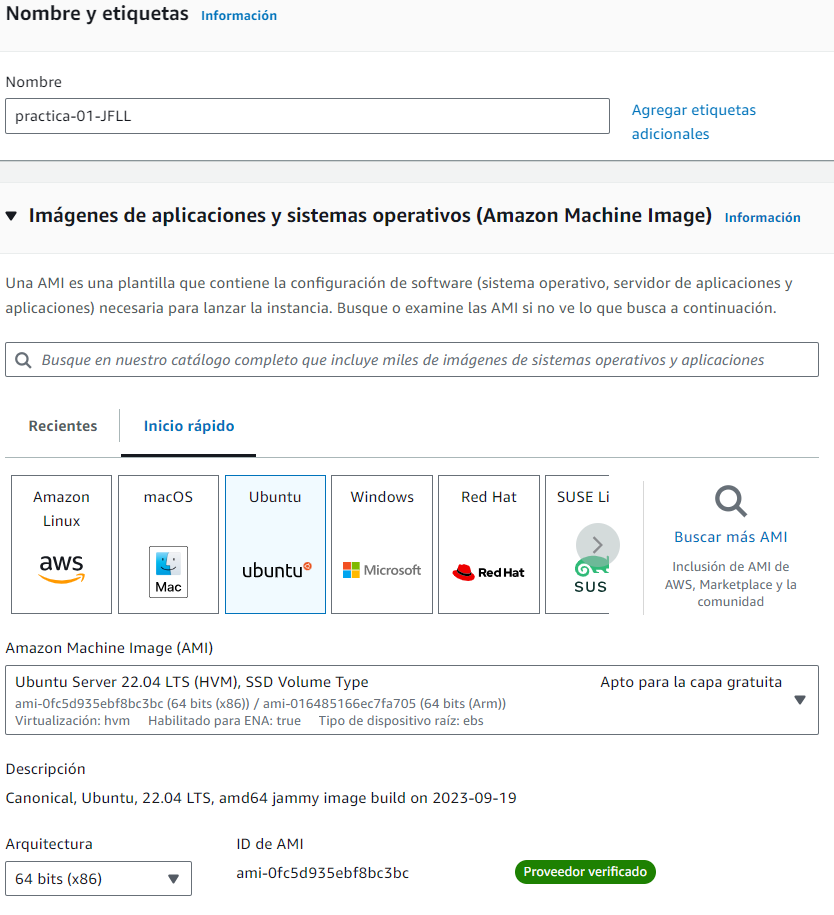 Nombre y etiquetas Información
Nombre
practica-01-JFLL
Agregar etiquetas
adicionales
Imágenes de aplicaciones y sistemas operativos (Amazon Machine Image) Información
Una AMI es una plantilla que contiene la configuración de software (sistema operativo, servidor de aplicaciones y
aplicaciones) necesaria para lanzar la instancia. Busque o examine las AMI si no ve lo que busca a continuación.
Busque en nuestro catálogo completo que incluye miles de imágenes de sistemas operativos y aplicaciones
Recientes Inicio rápido
Amazon
Linux
aws
macOS
Mac
Ubuntu
ubuntu
Windows
Microsoft
Red Hat
Red Hat
SUSE Li
SUS
Buscar más AMI
Inclusión de AMI de
AWS, Marketplace y la
comunidad
Amazon Machine Image (AMI)
Ubuntu Server 22.04 LTS (HVM), SSD Volume Type Apto para la capa gratuita
ami-0fc5d935ebf8bc3bc (64 bits (x86)) / ami-016485166ec7fa705 (64 bits (Arm))
Virtualización: hvm Habilitado para ENA: true Tipo de dispositivo raíz: ebs
Descripción
Canonical, Ubuntu, 22.04 LTS, amd64 jammy image build on 2023-09-19
Arquitectura ID de AMI
64 bits (x86) ami-0fc5d935ebf8bc3bc Proveedor verificado